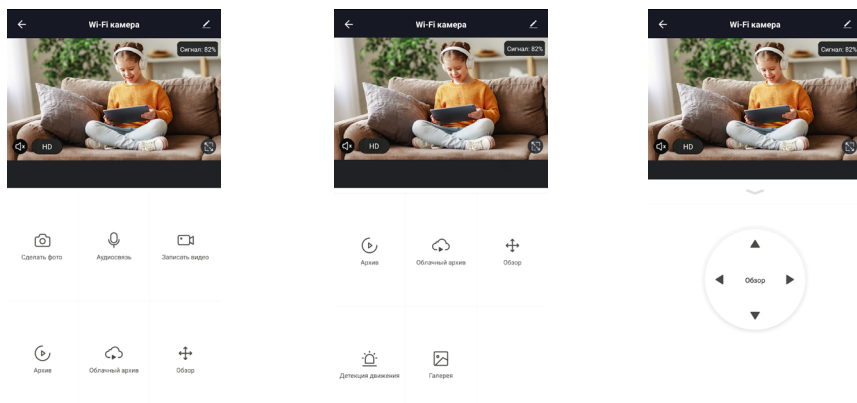 Wi-Fi камера
Сигнал: 82%
HD
Сделать фото
Аудиосвязь
Записать видео
Архив
Облачный архив
Обзор
Wi-Fi камера
Сигнал: 82%
HD
Архив
Облачный архив
Обзор
Детенция движения
Галерея
Wi-Fi камера
Сигнал: 82%
HD
Обзор